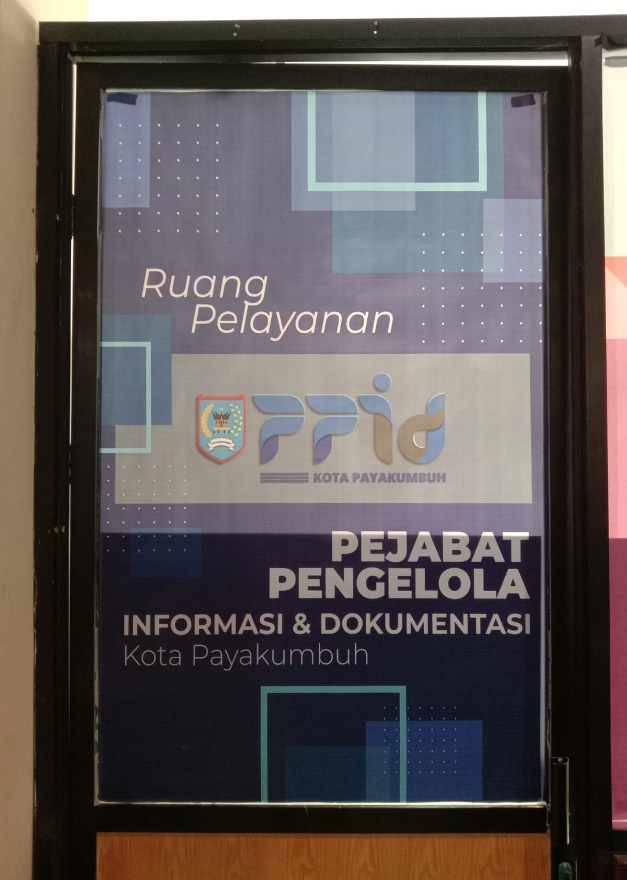 Ruang
Pelayanan
PPid
KOTA PAYAKUMBUH
PEJABAT
PENGELOLA
INFORMASI & DOKUMENTASI
Kota Payakumbuh